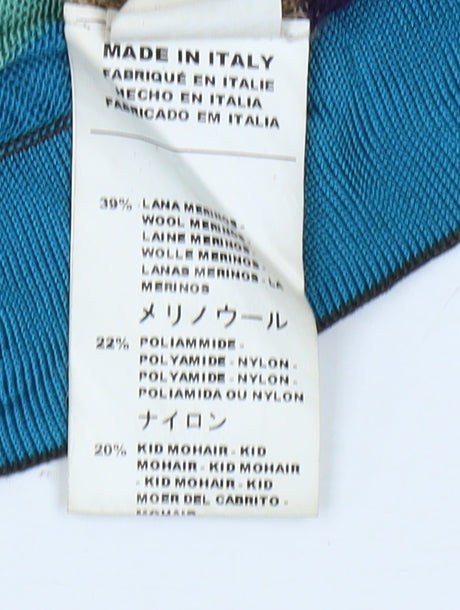 MADE IN ITALY
FABRIQUÉ EN ITALIE
HECHO EN ITALIA
FABRICADO EM ITALIA
39% LANA MERINOS -
WOOL MERINOS -
LAINE MERINOS -
WOLLE MERINOS -
LANAS MERINOS - LA
MERINOS
メリノウール
22% POLIAMMIDE -
POLYAMIDE - NYLON -
POLYAMIDE - NYLON -
POLIAMIDA OU NYLON
ナイロン
20% KID MOHAIR - KID
MOHAIR - KID MOHAIR
- KID MOHAIR - KID
MOER DEL CABRITO -
MOHAIR